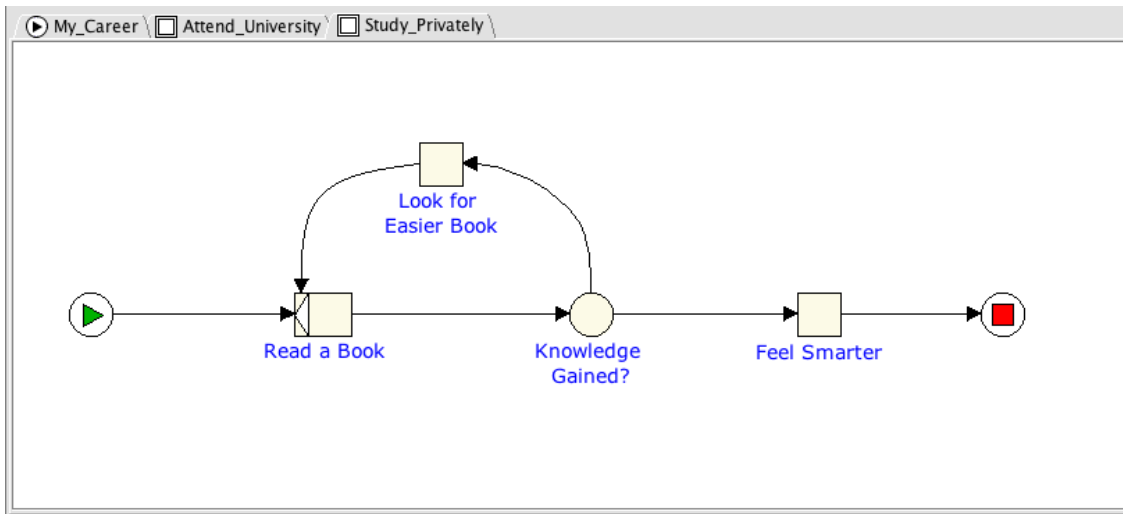 My_Career Attend_University Study_Privately
Look for
Easier Book
Read a Book
Knowledge
Gained?
Feel Smarter